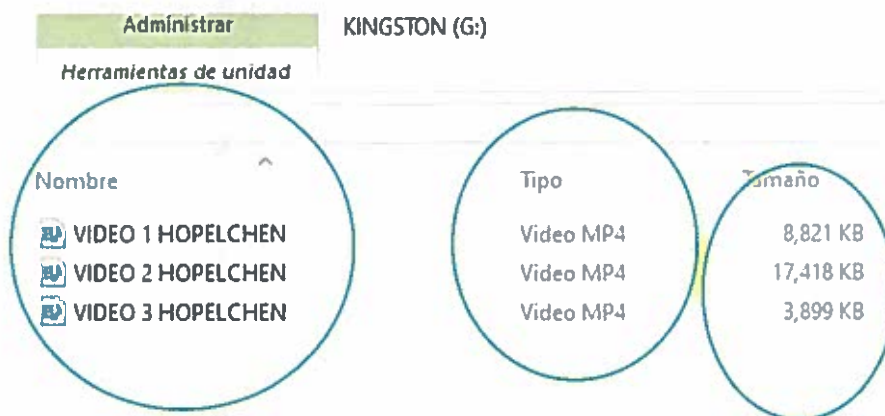 Administrar KINGSTON (G:)
Herramientas de unidad
Nombre Tipo Tamaño
VIDEO 1 HOPELCHEN Video MP4 8,821 KB
VIDEO 2 HOPELCHEN Video MP4 17,418 KB
VIDEO 3 HOPELCHEN Video MP4 3,899 KB